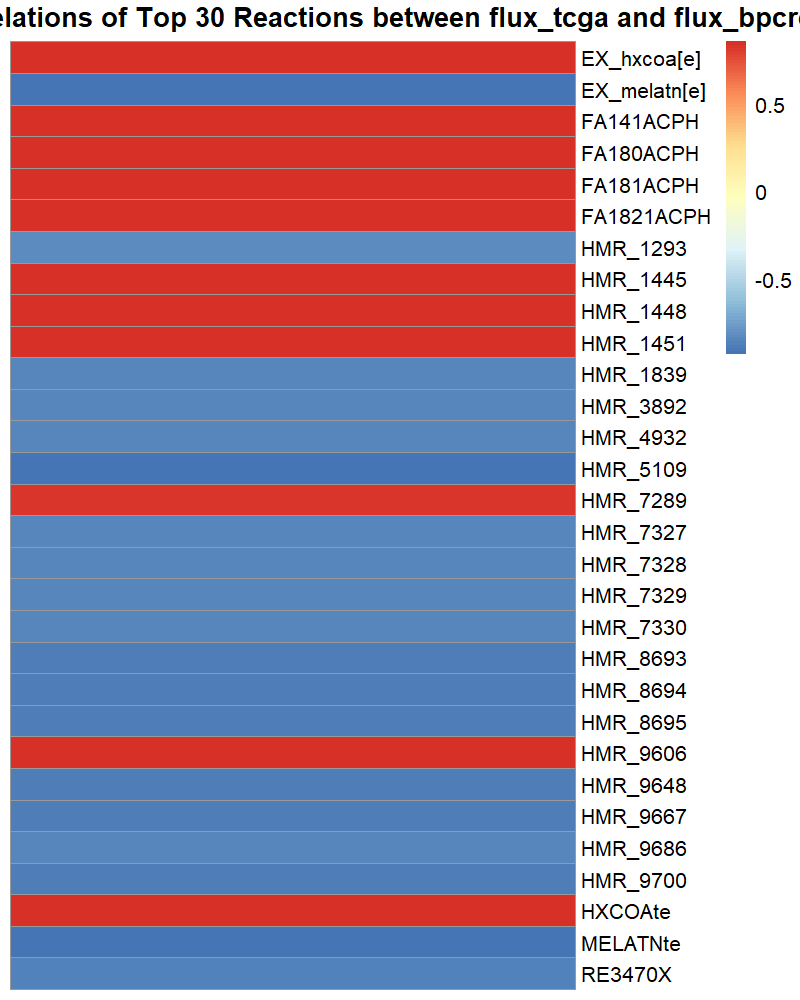 elations of Top 30 Reactions between flux_tcga and flux_bpcr
EX_hxcoa[e]
EX_melatn[e]
FA141ACPH
FA180ACPH
FA181ACPH
FA1821ACPH
HMR_1293
HMR_1445
HMR_1448
HMR_1451
HMR_1839
HMR_3892
HMR_4932
HMR_5109
HMR_7289
HMR_7327
HMR_7328
HMR_7329
HMR_7330
HMR_8693
HMR_8694
HMR_8695
HMR_9606
HMR_9648
HMR_9667
HMR_9686
HMR_9700
HXCOAte
MELATNte
RE3470X
0.5
0
-0.5